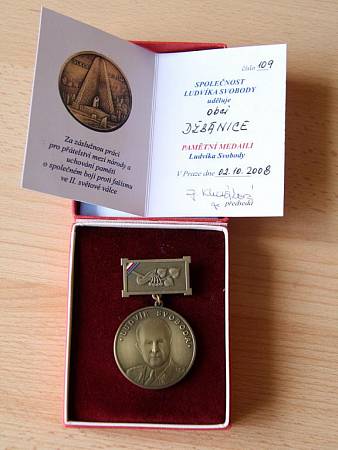 Za záslužnou práci
pro přátelství mezi národy a
uchování paměti
o společném boji proti fašismu
ve II. světové válce
číslo 109
SPOLEČNOST
LUDVÍKA SVOBODY
uděluje
obci
DĚSÁNICE
PAMĚTNÍ MEDAILI
Ludvíka Svobody
V Praze dne 02.10.2008
předseda
LUDVÍK SVOBODA